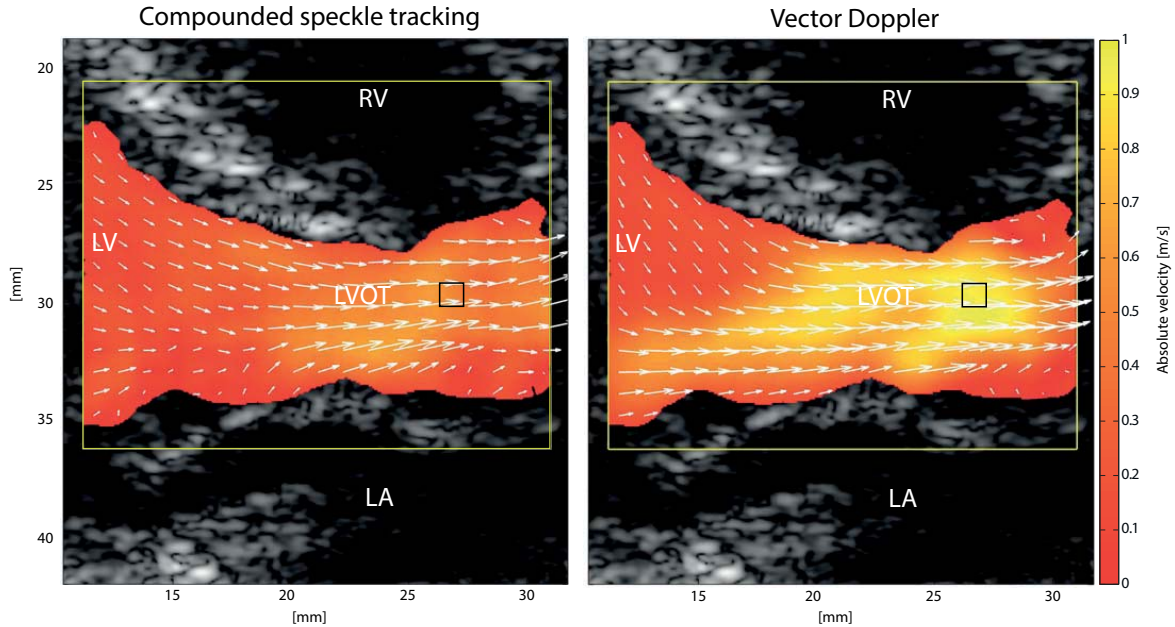 Compounded speckle tracking
Vector Doppler
20
25
30
35
40
[mm]
RV
LV
LVOT
LA
15
20
25
30
[mm]
RV
LV
LVOT
LA
15
20
25
30
[mm]
1
0.9
0.8
0.7
0.6
0.5
0.4
0.3
0.2
0.1
0
Absolute velocity [m/s]